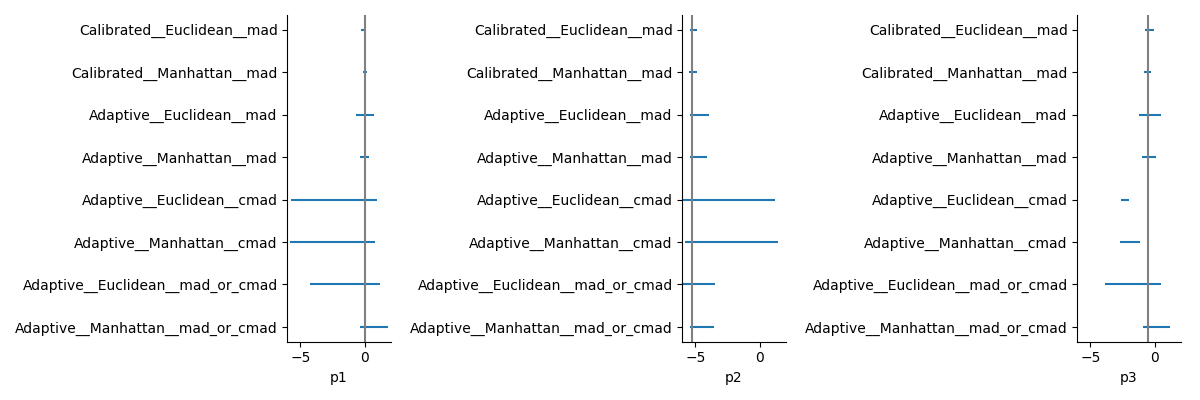 Calibrated__Euclidean__mad
Calibrated__Manhattan__mad
Adaptive__Euclidean__mad
Adaptive__Manhattan__mad
Adaptive__Euclidean__cmad
Adaptive__Manhattan__cmad
Adaptive__Euclidean__mad_or_cmad
Adaptive__Manhattan__mad_or_cmad
−5 0
p1
Calibrated__Euclidean__mad
Calibrated__Manhattan__mad
Adaptive__Euclidean__mad
Adaptive__Manhattan__mad
Adaptive__Euclidean__cmad
Adaptive__Manhattan__cmad
Adaptive__Euclidean__mad_or_cmad
Adaptive__Manhattan__mad_or_cmad
−5 0
p2
Calibrated__Euclidean__mad
Calibrated__Manhattan__mad
Adaptive__Euclidean__mad
Adaptive__Manhattan__mad
Adaptive__Euclidean__cmad
Adaptive__Manhattan__cmad
Adaptive__Euclidean__mad_or_cmad
Adaptive__Manhattan__mad_or_cmad
−5 0
p3